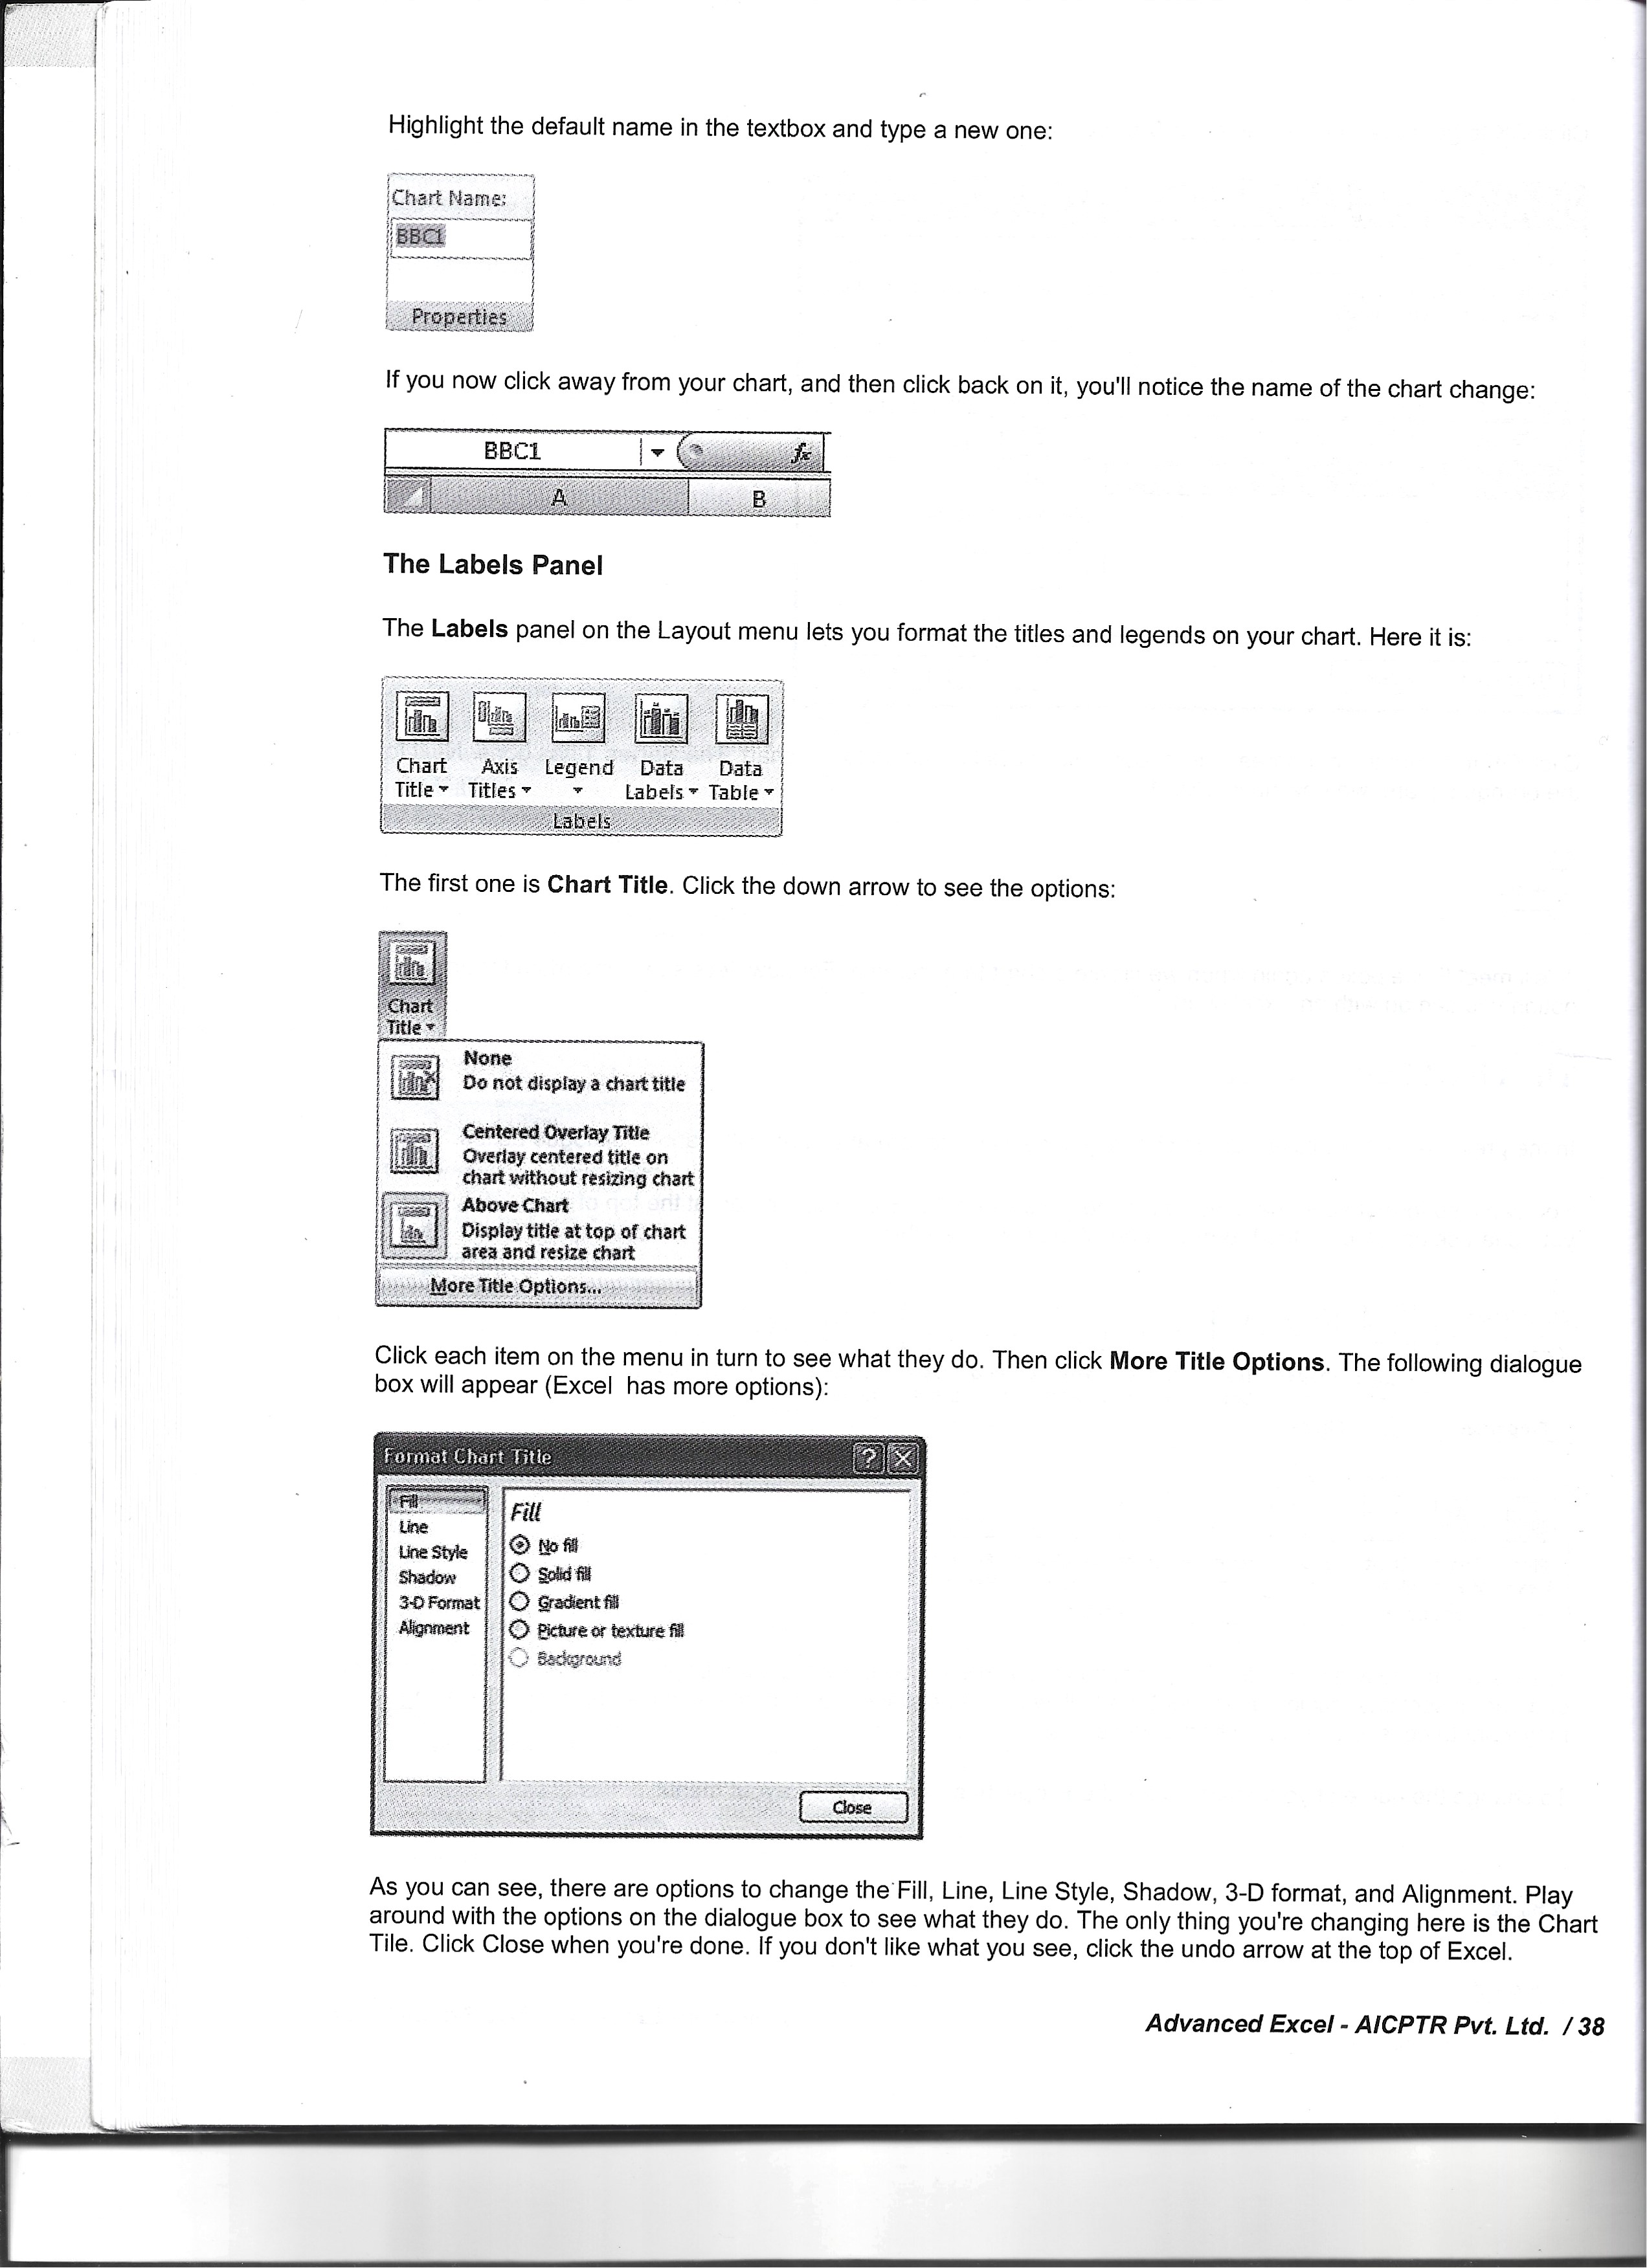 Highlight the default name in the textbox and type a new one:
Chart Name:
BBC1
Properties
If you now click away from your chart, and then click back on it, you'll notice the name of the chart change:
BBC1 fx
A B
The Labels Panel
The Labels panel on the Layout menu lets you format the titles and legends on your chart. Here it is:
Chart Axis Legend Data Data
Title Titles Labels Table
Labels
The first one is Chart Title. Click the down arrow to see the options:
Chart
Title
None
Do not display a chart title
Centered Overlay Title
Overlay centered title on
chart without resizing chart
Above Chart
Display title at top of chart
area and resize chart
More Title Options...
Click each item on the menu in turn to see what they do. Then click More Title Options. The following dialogue
box will appear (Excel has more options):
Format Chart Title ? X
Fill
Line
Line Style
Shadow
3-D Format
Alignment
Fill
No fill
Solid fill
Gradient fill
Picture or texture fill
Background
Close
As you can see, there are options to change the Fill, Line, Line Style, Shadow, 3-D format, and Alignment. Play
around with the options on the dialogue box to see what they do. The only thing you're changing here is the Chart
Tile. Click Close when you're done. If you don't like what you see, click the undo arrow at the top of Excel.
Advanced Excel - AICPTR Pvt. Ltd. / 38